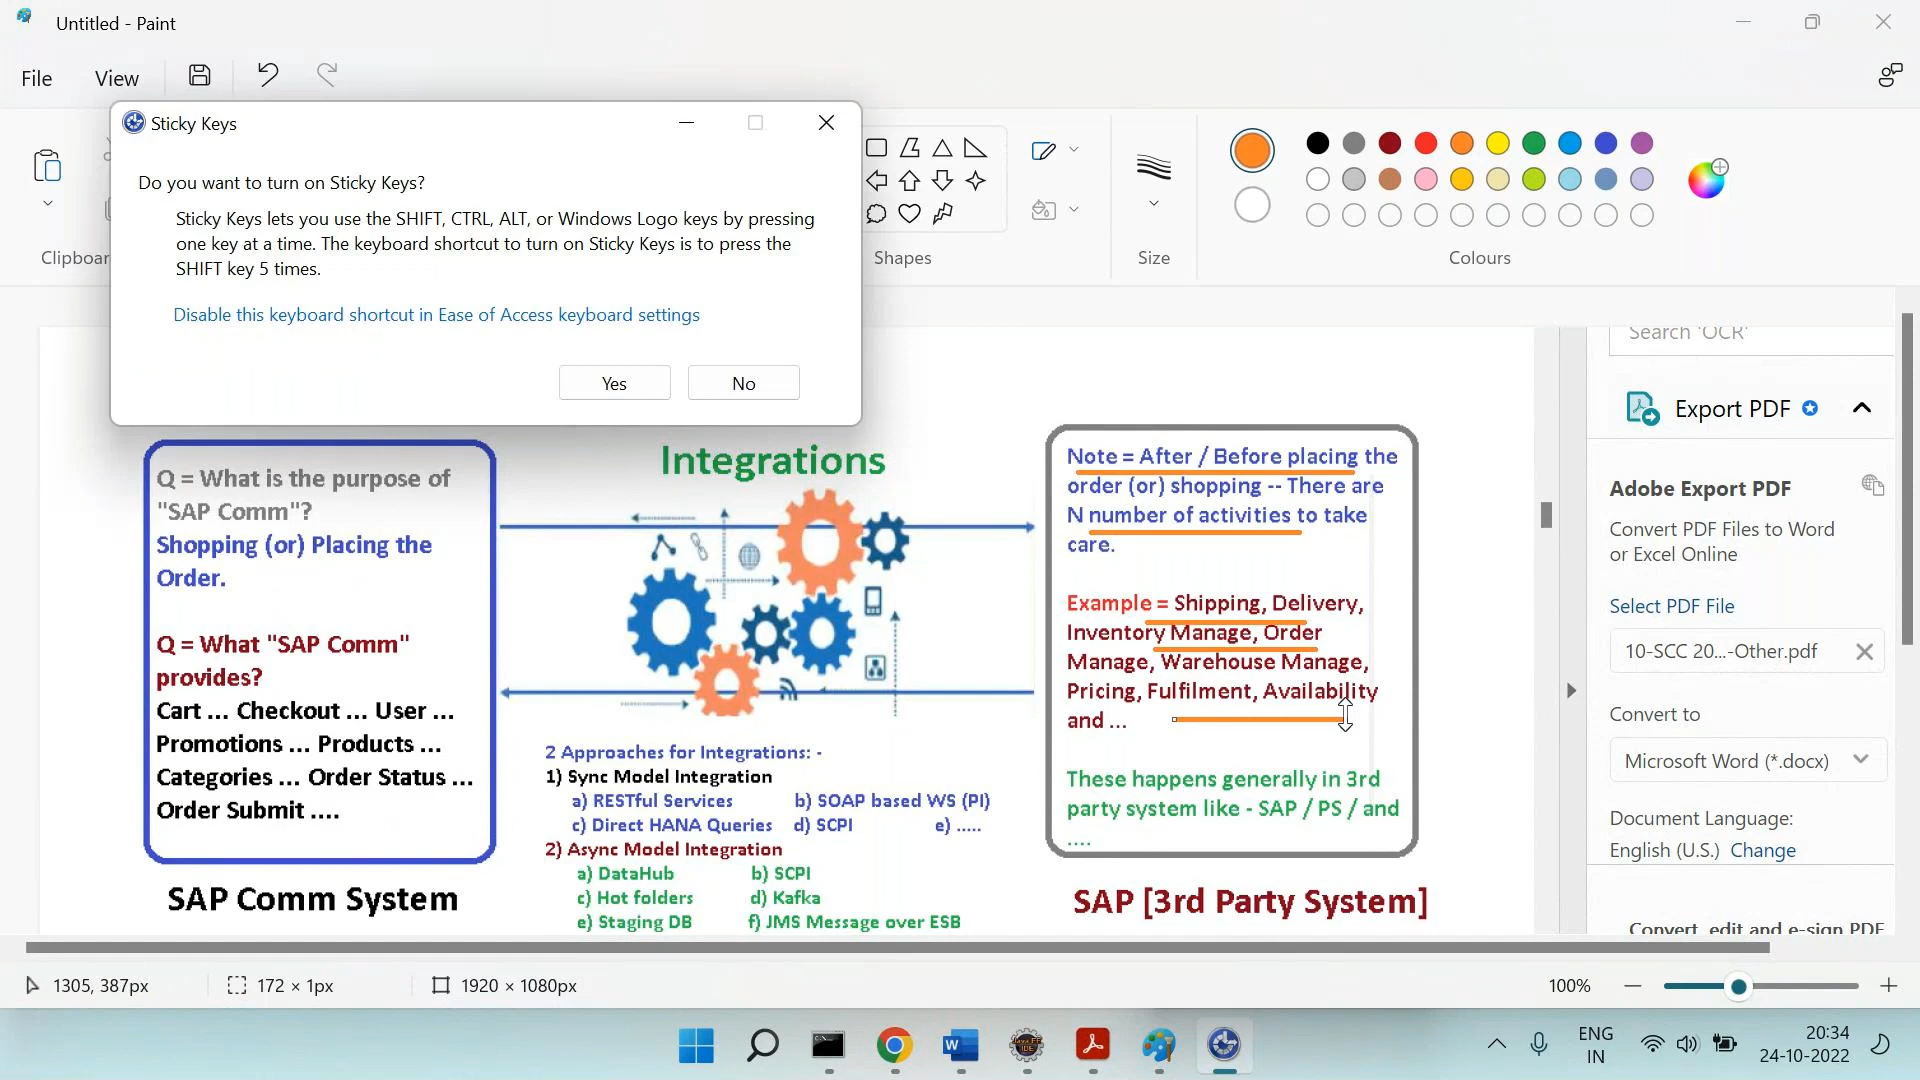 Untitled - Paint
File
View
Sticky Keys
Do you want to turn on Sticky Keys?
Sticky Keys lets you use the SHIFT, CTRL, ALT, or Windows Logo keys by pressing
one key at a time. The keyboard shortcut to turn on Sticky Keys is to press the
SHIFT key 5 times.
Disable this keyboard shortcut in Ease of Access keyboard settings
Yes
No
Shapes
Size
Colours
Search 'OCR'
Export PDF
Adobe Export PDF
Convert PDF Files to Word
or Excel Online
Select PDF File
10-SCC 20...-Other.pdf
Convert to
Microsoft Word (*.docx)
Document Language:
English (U.S.) Change
Convert, edit and e-sign PDF
Q = What is the purpose of
"SAP Comm"?
Shopping (or) Placing the
Order.
Q = What "SAP Comm"
provides?
Cart ... Checkout ... User ...
Promotions ... Products ...
Categories ... Order Status ...
Order Submit ....
SAP Comm System
Integrations
2 Approaches for Integrations: -
1) Sync Model Integration
a) RESTful Services b) SOAP based WS (PI)
c) Direct HANA Queries d) SCPI e) .....
2) Async Model Integration
a) DataHub b) SCPI
c) Hot folders d) Kafka
e) Staging DB f) JMS Message over ESB
Note = After / Before placing the
order (or) shopping -- There are
N number of activities to take
care.
Example = Shipping, Delivery,
Inventory Manage, Order
Manage, Warehouse Manage,
Pricing, Fulfilment, Availability
and ...
These happens generally in 3rd
party system like - SAP / PS / and
....
SAP [3rd Party System]
1305, 387px
172 × 1px
1920 × 1080px
100%
ENG
IN
20:34
24-10-2022